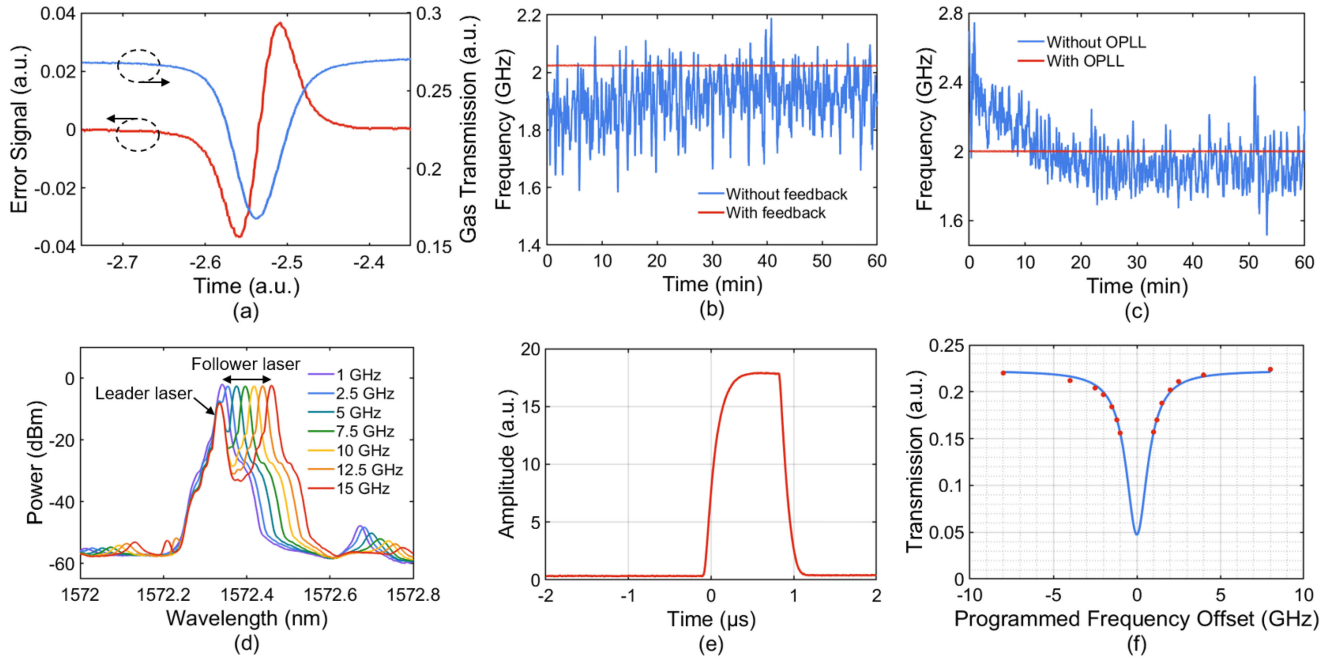 0.04
0.02
0
-0.02
-0.04
Error Signal (a.u.)
0.3
0.25
0.2
0.15
Gas Transmission (a.u.)
-2.7 -2.6 -2.5 -2.4
Time (a.u.)
(a)
2.2
2
1.8
1.6
1.4
Frequency (GHz)
Without feedback
With feedback
0 10 20 30 40 50 60
Time (min)
(b)
2.8
2.4
2
1.6
Frequency (GHz)
Without OPLL
With OPLL
0 10 20 30 40 50 60
Time (min)
(c)
0
-20
-40
-60
Power (dBm)
Follower laser
Leader laser
1 GHz
2.5 GHz
5 GHz
7.5 GHz
10 GHz
12.5 GHz
15 GHz
1572 1572.2 1572.4 1572.6 1572.8
Wavelength (nm)
(d)
20
15
10
5
0
Amplitude (a.u.)
-2 -1 0 1 2
Time (µs)
(e)
0.25
0.2
0.15
0.1
0.05
0
Transmission (a.u.)
-10 -5 0 5 10
Programmed Frequency Offset (GHz)
(f)